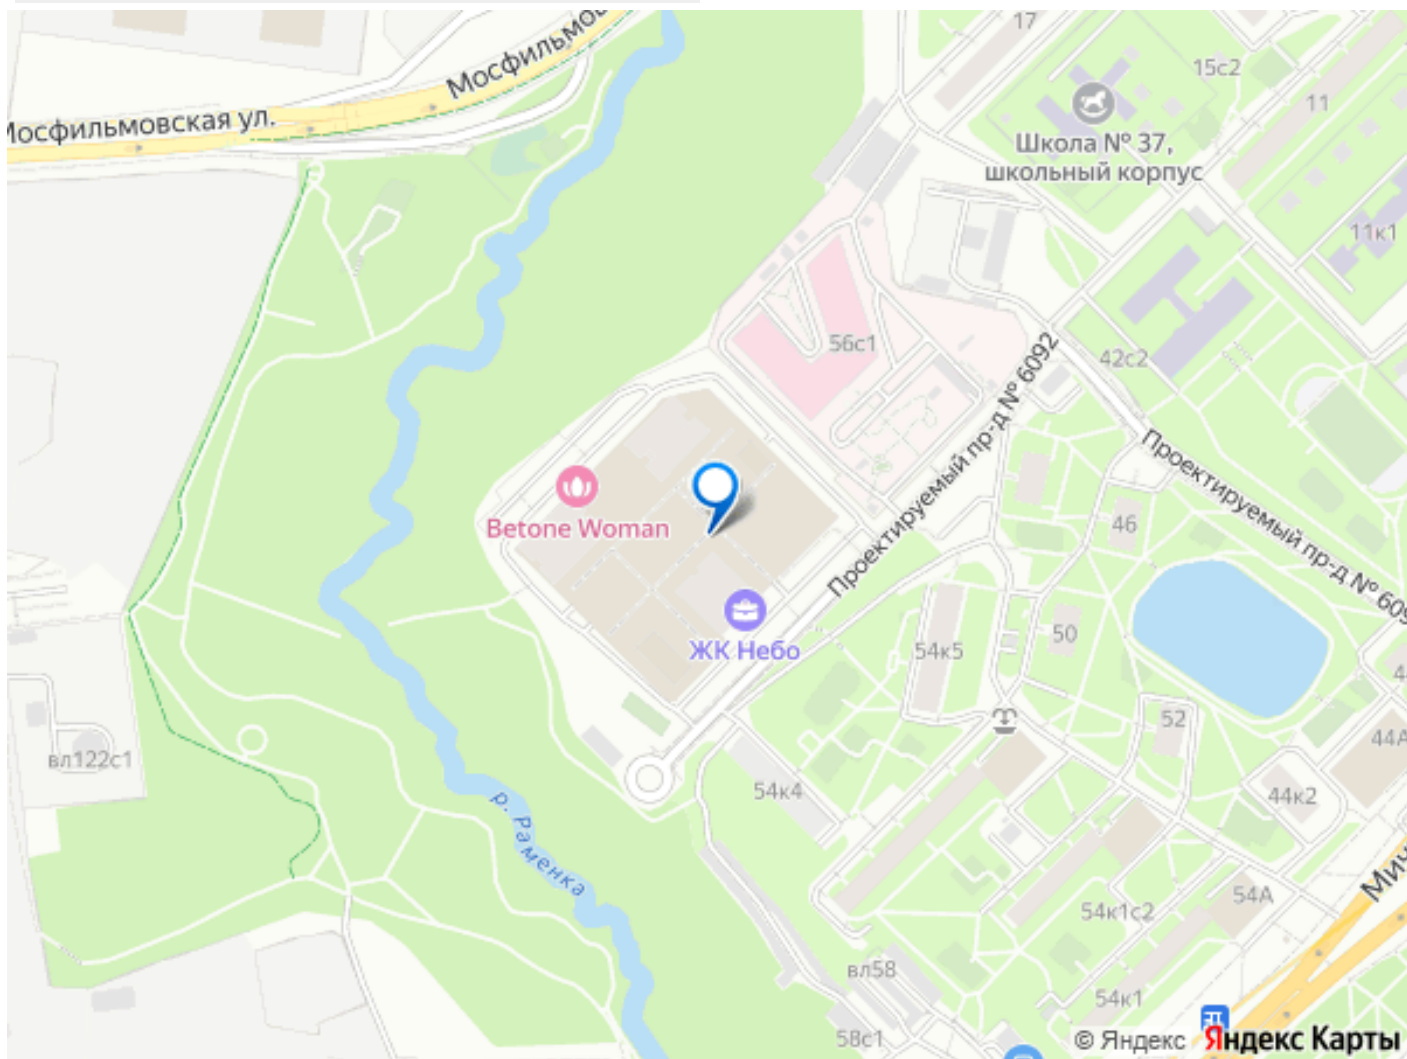 17
Мосфильмо
15с2
Мосфильмовская ул.
11
Школа № 37,
школьный корпус
11к1
56с1
42с2
Проектируемый пр-д № 6092
Проектируемый пр-д № 609
Betone Woman
46
ЖК Небо
54к5
50
52
44А
вл122с1
54к4
44к2
р. Раменка
Мич
54А
54к1с2
вл58
54к1
58с1
© Яндекс Яндекс Карты